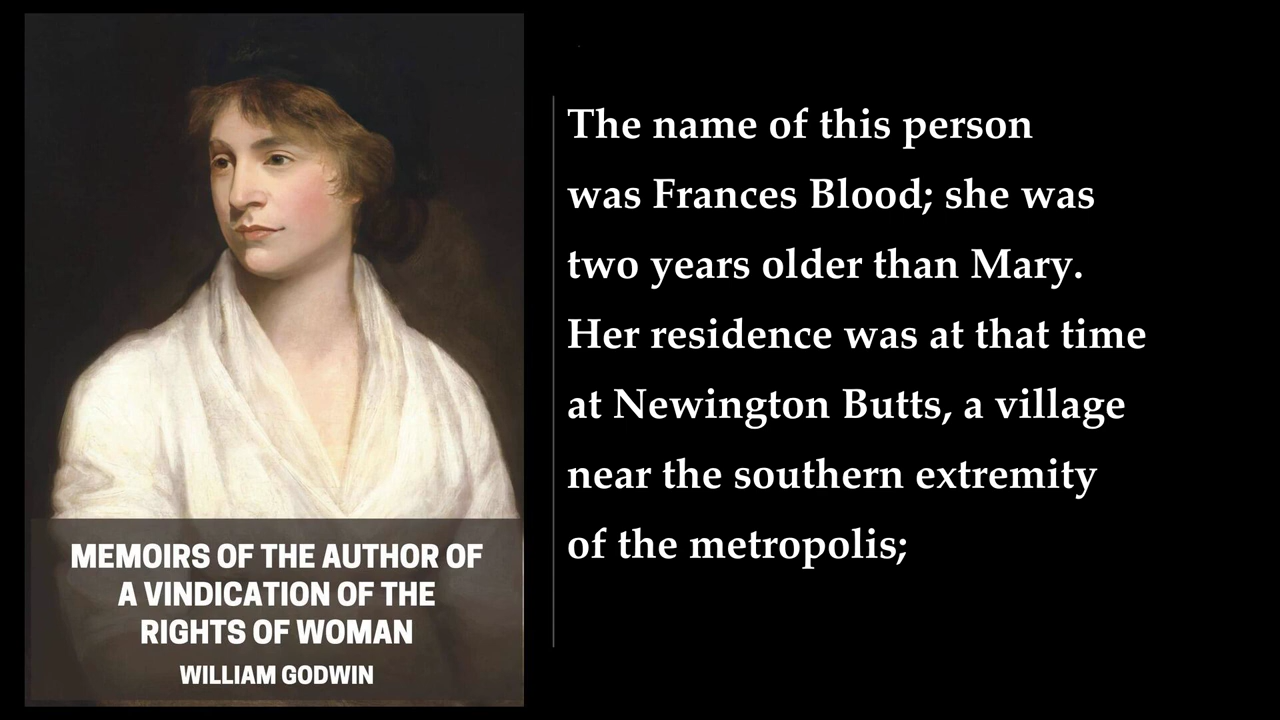 MEMOIRS OF THE AUTHOR OF
A VINDICATION OF THE
RIGHTS OF WOMAN
WILLIAM GODWIN
The name of this person
was Frances Blood; she was
two years older than Mary.
Her residence was at that time
at Newington Butts, a village
near the southern extremity
of the metropolis;